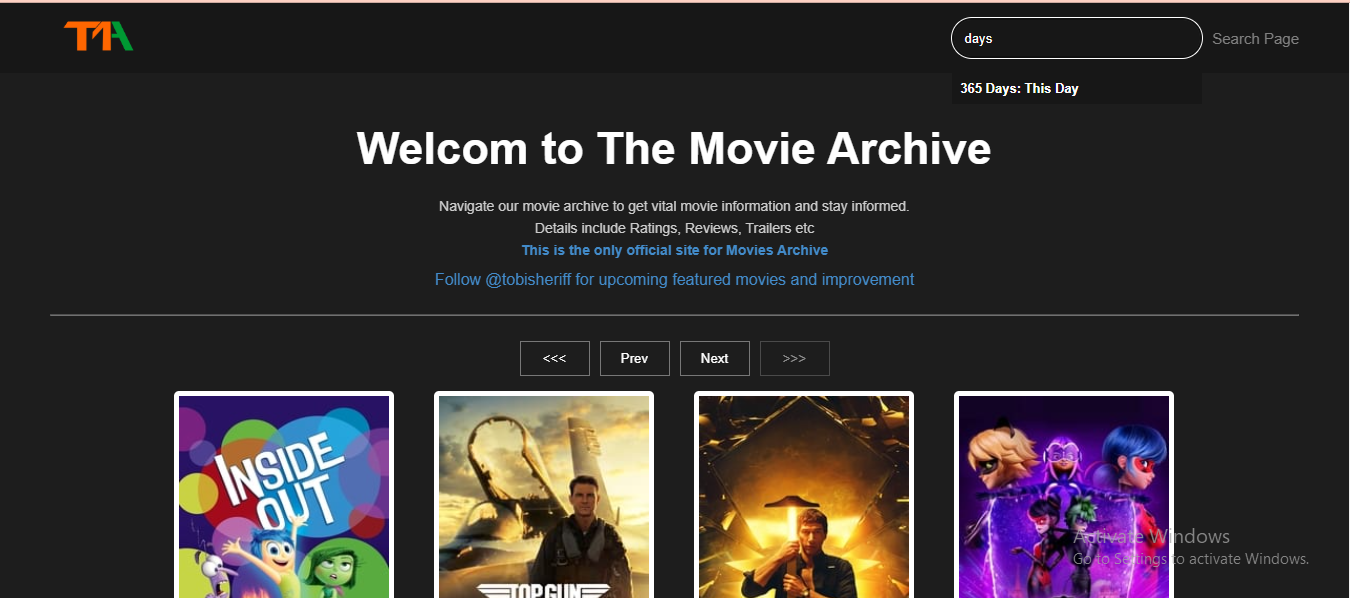 TMA
days
Search Page
365 Days: This Day
Welcom to The Movie Archive
Navigate our movie archive to get vital movie information and stay informed.
Details include Ratings, Reviews, Trailers etc
This is the only official site for Movies Archive
Follow @tobisheriff for upcoming featured movies and improvement
<<<
Prev
Next
>>>
INSIDE
OUT
TOP GUN
Activate Windows
Go to Settings to activate Windows.